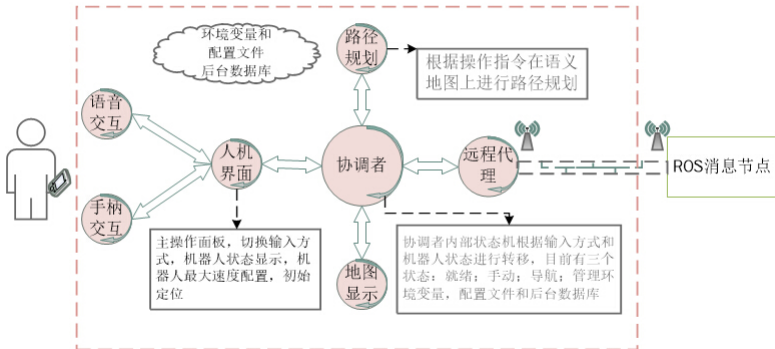 环境变量和
配置文件
后台数据库
路径
规划
根据操作指令在语义
地图上进行路径规划
语音
交互
人机
界面
协调者
远程代
理
ROS消息节点
手柄
交互
主操作面板，切换输入方
式，机器人状态显示，机
器人最大速度配置，初始
定位
地图
显示
协调者内部状态机根据输入方式和
机器人状态进行转移，目前有三个
状态：就绪；手动；导航；管理环
境变量，配置文件和后台数据库